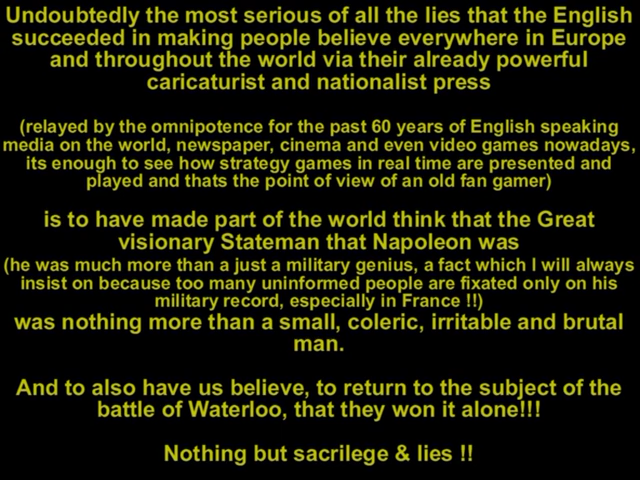 Undoubtedly the most serious of all the lies that the English
succeeded in making people believe everywhere in Europe
and throughout the world via their already powerful
caricaturist and nationalist press
(relayed by the omnipotence for the past 60 years of English speaking
media on the world, newspaper, cinema and even video games nowadays,
its enough to see how strategy games in real time are presented and
played and thats the point of view of an old fan gamer)
is to have made part of the world think that the Great
visionary Stateman that Napoleon was
(he was much more than a just a military genius, a fact which I will always
insist on because too many uninformed people are fixated only on his
military record, especially in France !!)
was nothing more than a small, coleric, irritable and brutal
man.
And to also have us believe, to return to the subject of the
battle of Waterloo, that they won it alone!!!
Nothing but sacrilege & lies !!